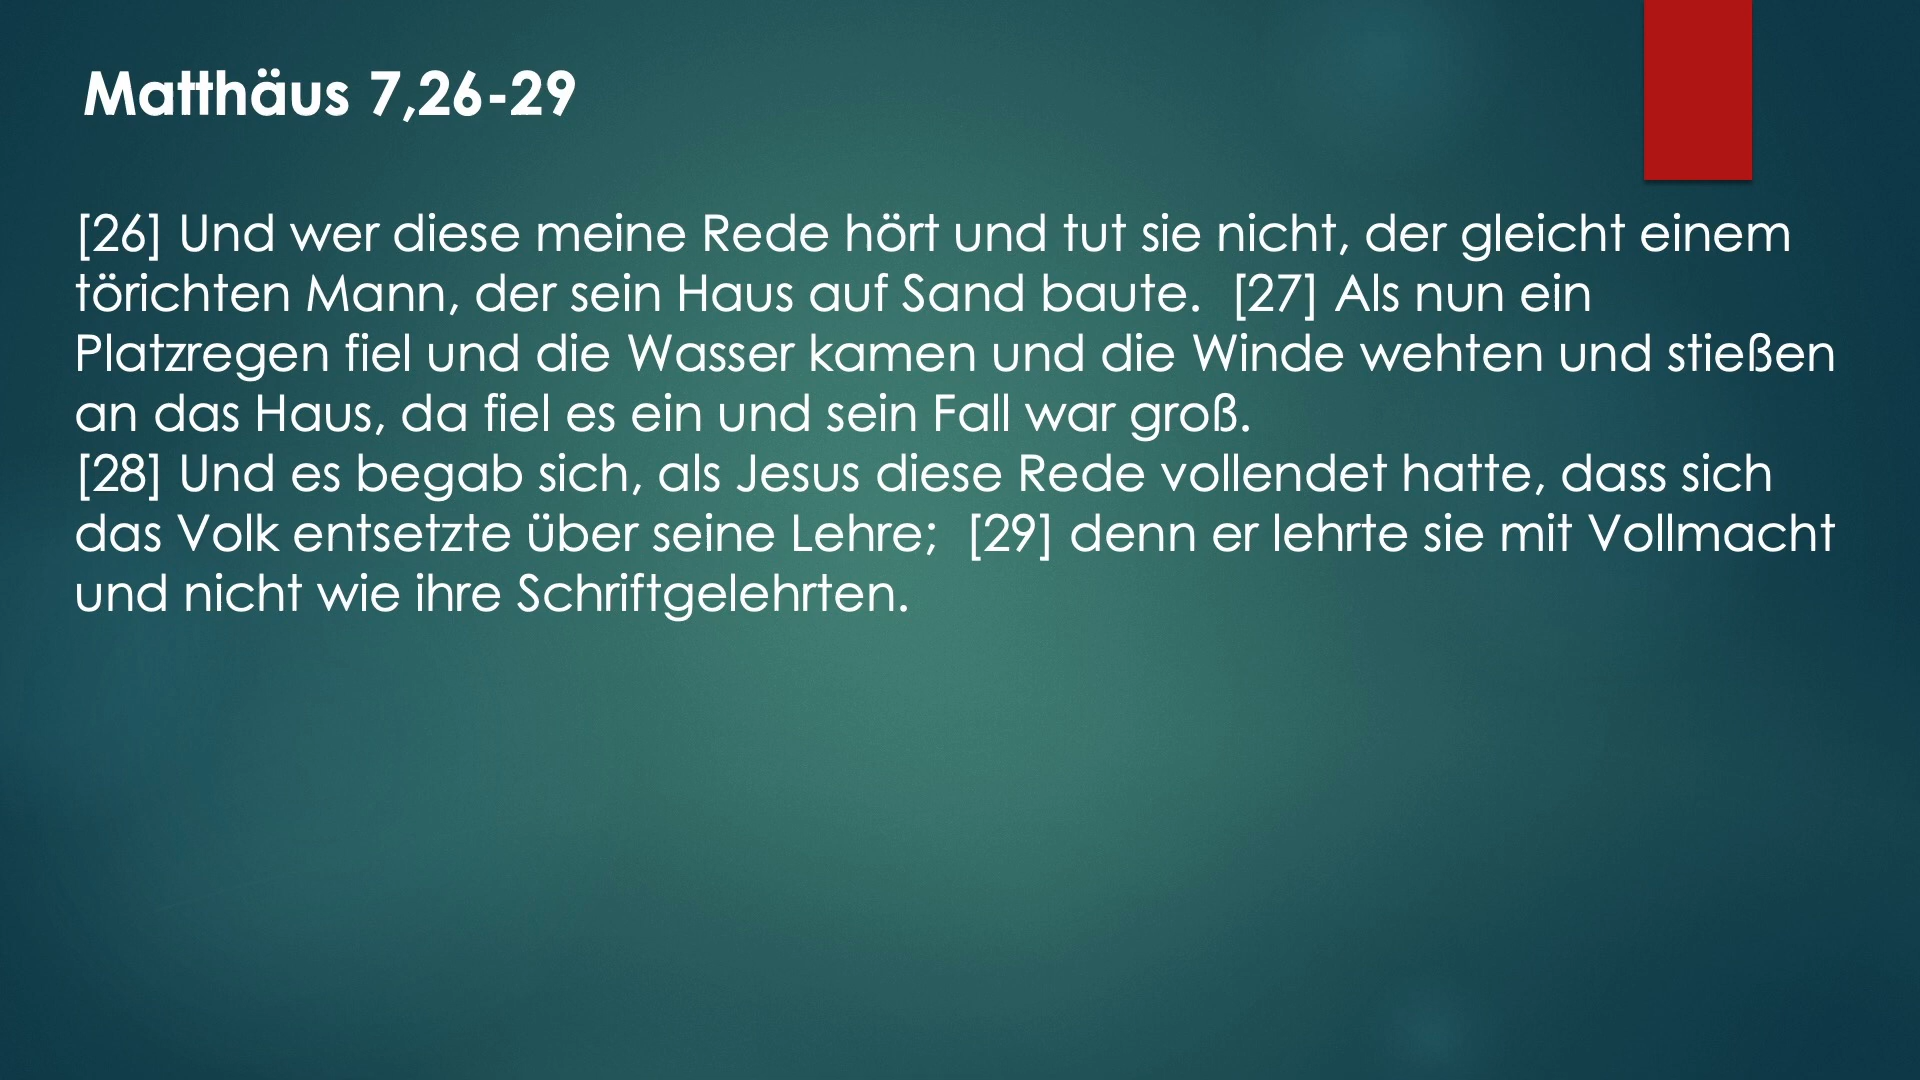 Matthäus 7,26-29
[26] Und wer diese meine Rede hört und tut sie nicht, der gleicht einem
törichten Mann, der sein Haus auf Sand baute.  [27] Als nun ein
Platzregen fiel und die Wasser kamen und die Winde wehten und stießen
an das Haus, da fiel es ein und sein Fall war groß.
[28] Und es begab sich, als Jesus diese Rede vollendet hatte, dass sich
das Volk entsetzte über seine Lehre;  [29] denn er lehrte sie mit Vollmacht
und nicht wie ihre Schriftgelehrten.